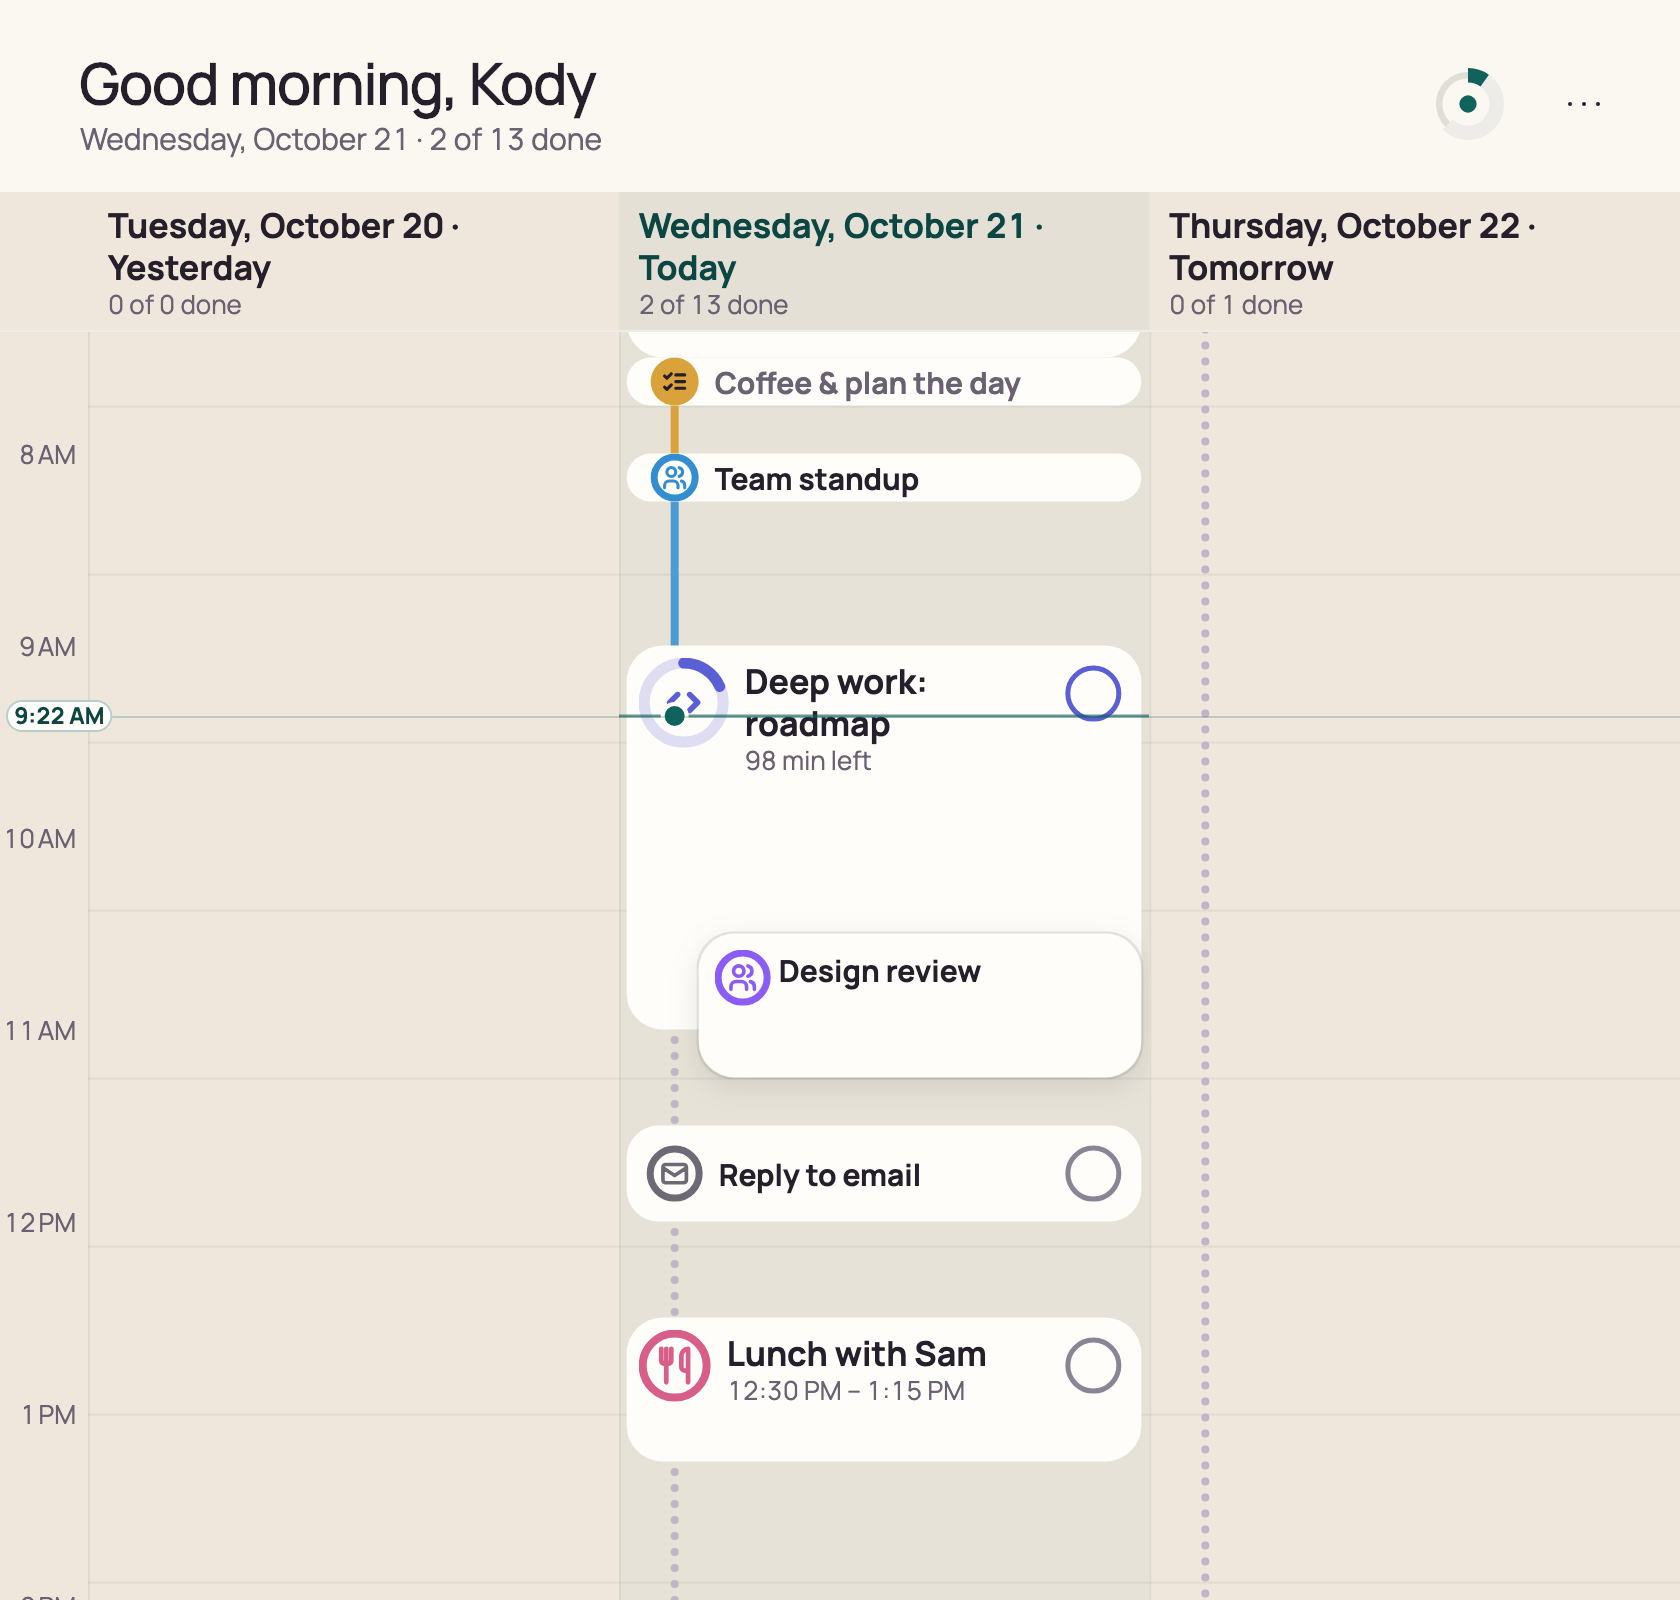 Good morning, Kody
Wednesday, October 21 · 2 of 13 done
Tuesday, October 20 ·
Yesterday
0 of 0 done
Wednesday, October 21 ·
Today
2 of 13 done
Thursday, October 22 ·
Tomorrow
0 of 1 done
Coffee & plan the day
8 AM
Team standup
9 AM
Deep work:
9:22 AM
roadmap
98 min left
10 AM
Design review
11 AM
Reply to email
12 PM
Lunch with Sam
12:30 PM – 1:15 PM
1 PM